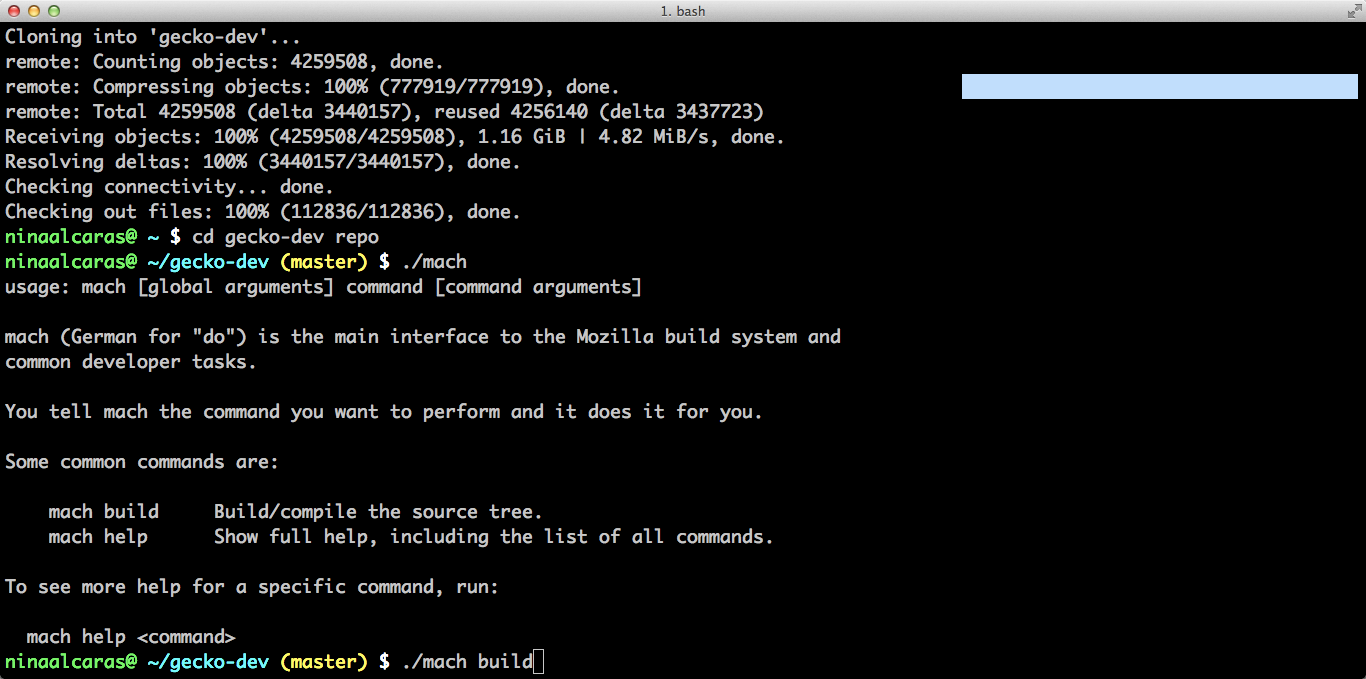 1. bash
Cloning into 'gecko-dev'...
remote: Counting objects: 4259508, done.
remote: Compressing objects: 100% (777919/777919), done.
remote: Total 4259508 (delta 3440157), reused 4256140 (delta 3437723)
Receiving objects: 100% (4259508/4259508), 1.16 GiB | 4.82 MiB/s, done.
Resolving deltas: 100% (3440157/3440157), done.
Checking connectivity... done.
Checking out files: 100% (112836/112836), done.
ninaalcaras@ ~ $ cd gecko-dev repo
ninaalcaras@ ~/gecko-dev (master) $ ./mach
usage: mach [global arguments] command [command arguments]
mach (German for "do") is the main interface to the Mozilla build system and
common developer tasks.
You tell mach the command you want to perform and it does it for you.
Some common commands are:
mach build     Build/compile the source tree.
mach help      Show full help, including the list of all commands.
To see more help for a specific command, run:
mach help <command>
ninaalcaras@ ~/gecko-dev (master) $ ./mach build